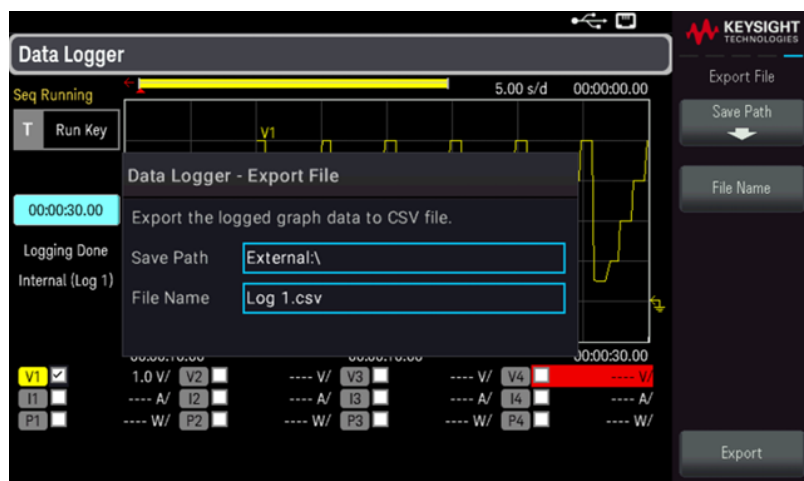 KEYSIGHT
TECHNOLOGIES
Data Logger
Export File
Seq Running
5.00 s/d 00:00:00.00
Save Path
T Run Key
V1
Data Logger - Export File
File Name
00:00:30.00
Export the logged graph data to CSV file.
Logging Done
Save Path External:\
Internal (Log 1)
File Name Log 1.csv
00:00:30.00
V1 1.0 V/ V2 ---- V/ V3 ---- V/ V4 ---- V/
I1 ---- A/ I2 ---- A/ I3 ---- A/ I4 ---- A/
P1 ---- W/ P2 ---- W/ P3 ---- W/ P4 ---- W/
Export